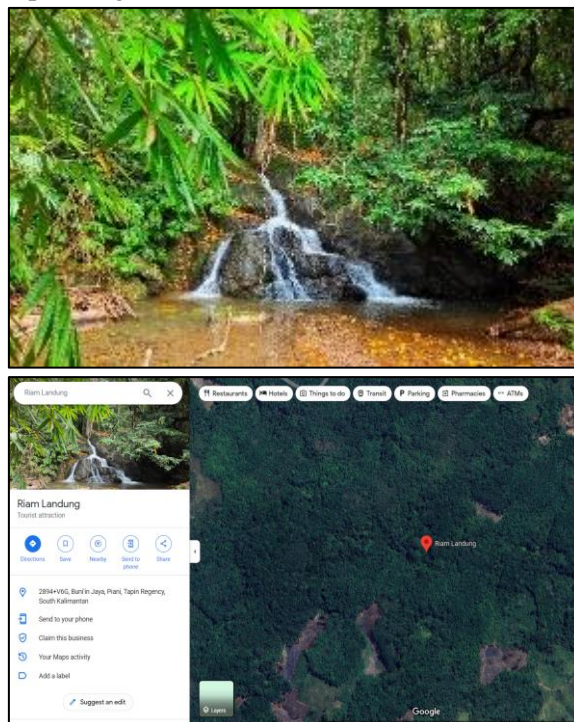 Riam Landung
Restaurants
Hotels
Things to do
Transit
Parking
Pharmacies
ATMs
Riam Landung
Tourist attraction
Directions
Save
Nearby
Send to
phone
Share
2894+V6G, Buni'in Jaya, Piani, Tapin Regency,
South Kalimantan
Send to your phone
Claim this business
Your Maps activity
Add a label
Suggest an edit
Riam Landung
Layers
Google